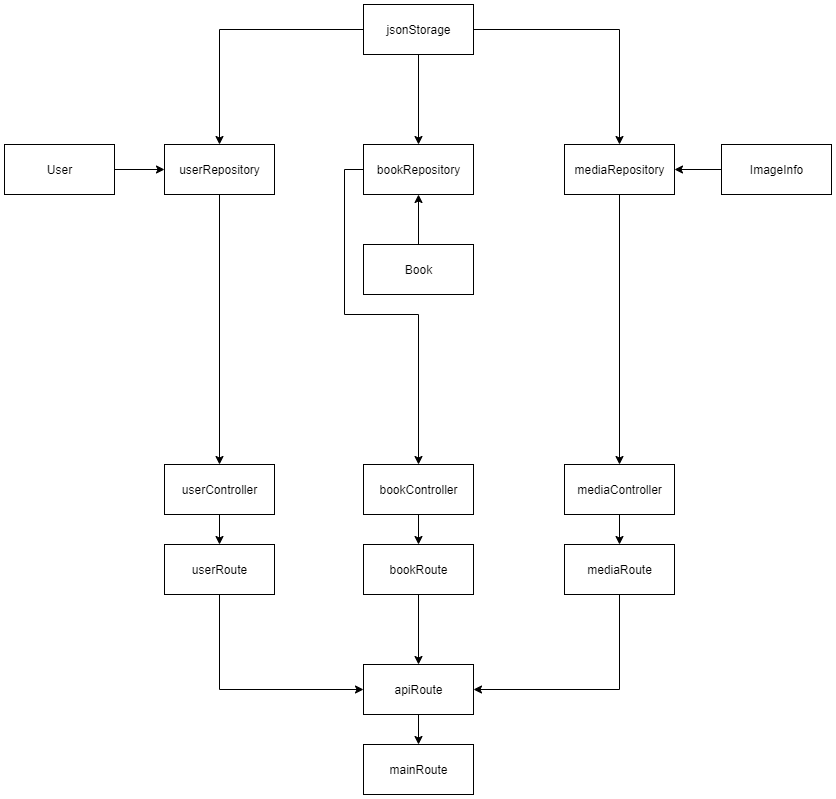 jsonStorage
User
userRepository
bookRepository
mediaRepository
ImageInfo
Book
userController
bookController
mediaController
userRoute
bookRoute
mediaRoute
apiRoute
mainRoute